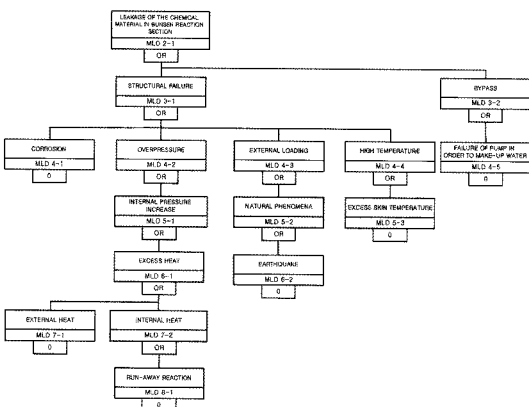 LEAKAGE OF THE CHEMICAL
MATERIAL IN BUNSEN REACTION
SECTION
MLD 2-1
OR
STRUCTURAL FAILURE
MLD 3-1
OR
BYPASS
MLD 3-2
OR
CORROSION
MLD 4-1
0
OVERPRESSURE
MLD 4-2
OR
EXTERNAL LOADING
MLD 4-3
OR
HIGH TEMPERATURE
MLD 4-4
OR
FAILURE OF PUMP IN
ORDER TO MAKE-UP WATER
MLD 4-5
0
INTERNAL PRESSURE
INCREASE
MLD 5-1
OR
NATURAL PHENOMENA
MLD 5-2
OR
EXCESS SKIN TEMPERATURE
MLD 5-3
0
EXCESS HEAT
MLD 6-1
OR
EARTHQUAKE
MLD 6-2
0
EXTERNAL HEAT
MLD 7-1
0
INTERNAL HEAT
MLD 7-2
OR
RUN-AWAY REACTION
MLD 8-1
0